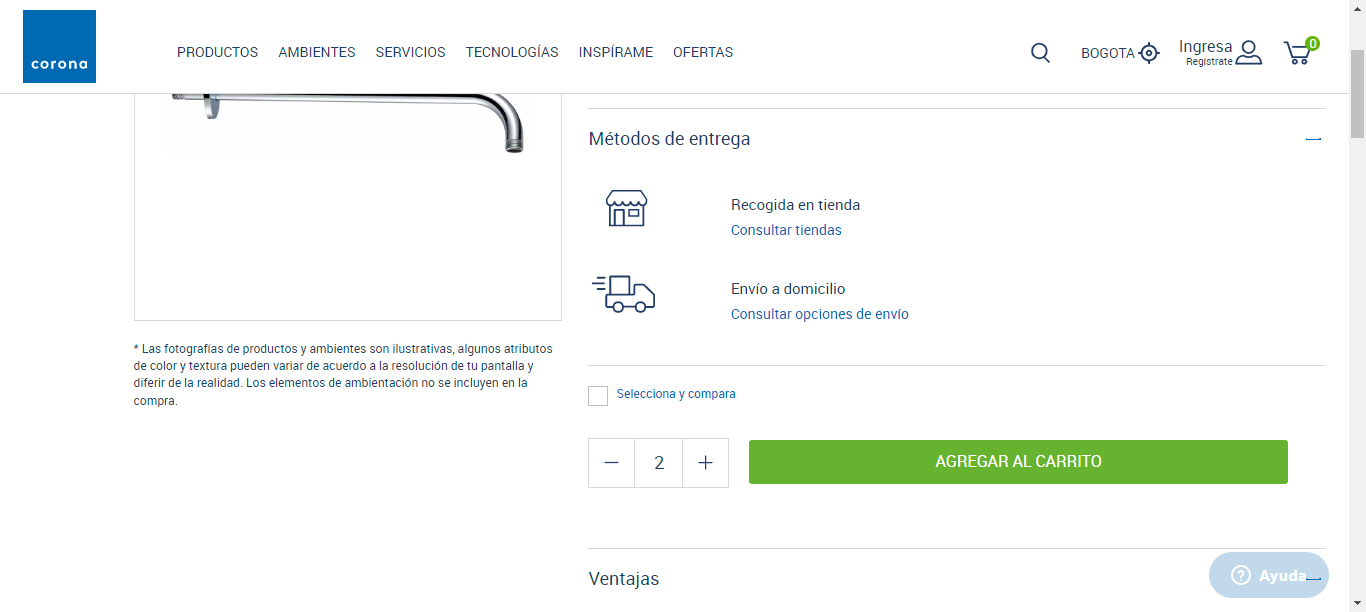 corona
PRODUCTOS AMBIENTES SERVICIOS TECNOLOGÍAS INSPÍRAME OFERTAS
BOGOTA
Ingresa
Regístrate
0
Métodos de entrega
Recogida en tienda
Consultar tiendas
Envío a domicilio
Consultar opciones de envío
* Las fotografías de productos y ambientes son ilustrativas, algunos atributos
de color y textura pueden variar de acuerdo a la resolución de tu pantalla y
diferir de la realidad. Los elementos de ambientación no se incluyen en la
compra.
Selecciona y compara
2
AGREGAR AL CARRITO
Ventajas
Ayuda